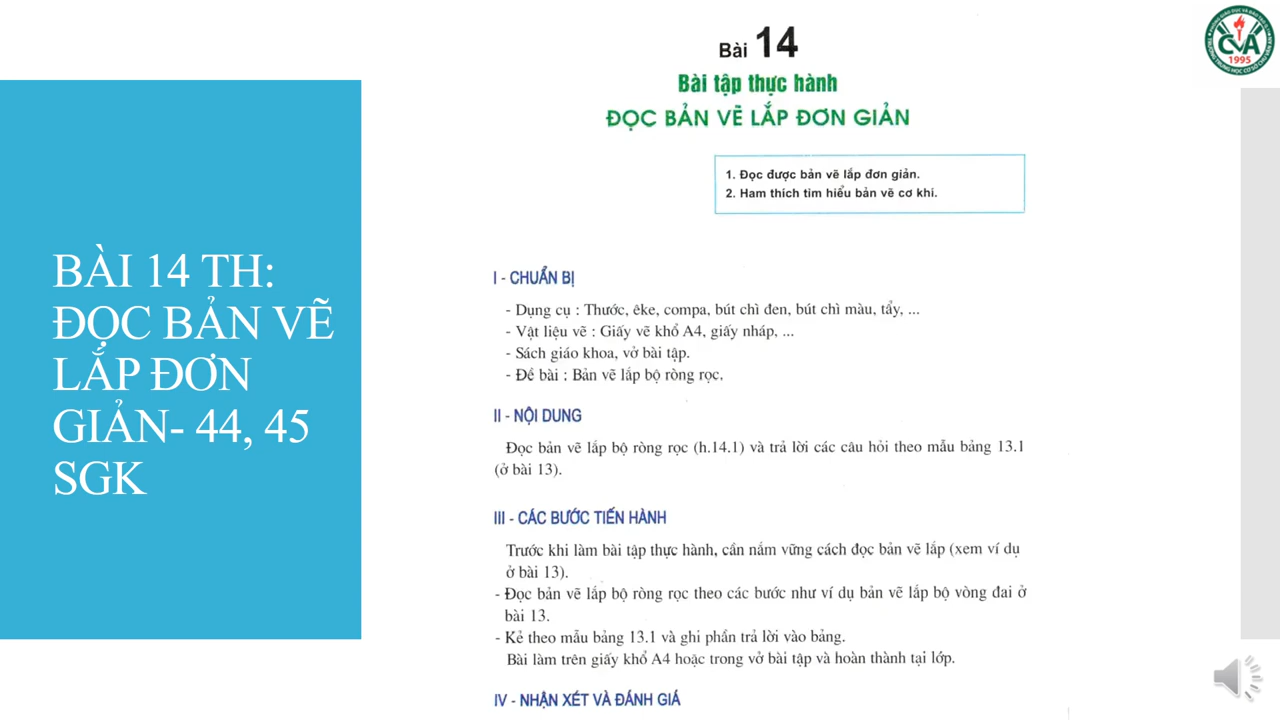 BÀI 14 TH:
ĐỌC BẢN VẼ
LẮP ĐƠN
GIẢN- 44, 45
SGK
Bài 14
Bài tập thực hành
ĐỌC BẢN VẼ LẮP ĐƠN GIẢN
1. Đọc được bản vẽ lắp đơn giản.
2. Ham thích tìm hiểu bản vẽ cơ khí.
I - CHUẨN BỊ
- Dụng cụ : Thước, êke, compa, bút chì đen, bút chì màu, tẩy, ...
- Vật liệu vẽ : Giấy vẽ khổ A4, giấy nháp, ...
- Sách giáo khoa, vở bài tập.
- Đề bài : Bản vẽ lắp bộ ròng rọc.
II - NỘI DUNG
Đọc bản vẽ lắp bộ ròng rọc (h.14.1) và trả lời các câu hỏi theo mẫu bảng 13.1
(ở bài 13).
III - CÁC BƯỚC TIẾN HÀNH
Trước khi làm bài tập thực hành, cần nắm vững cách đọc bản vẽ lắp (xem ví dụ
ở bài 13).
- Đọc bản vẽ lắp bộ ròng rọc theo các bước như ví dụ bản vẽ lắp bộ vòng đai ở
bài 13.
- Kẻ theo mẫu bảng 13.1 và ghi phần trả lời vào bảng.
Bài làm trên giấy khổ A4 hoặc trong vở bài tập và hoàn thành tại lớp.
IV - NHẬN XÉT VÀ ĐÁNH GIÁ
CVA
1995